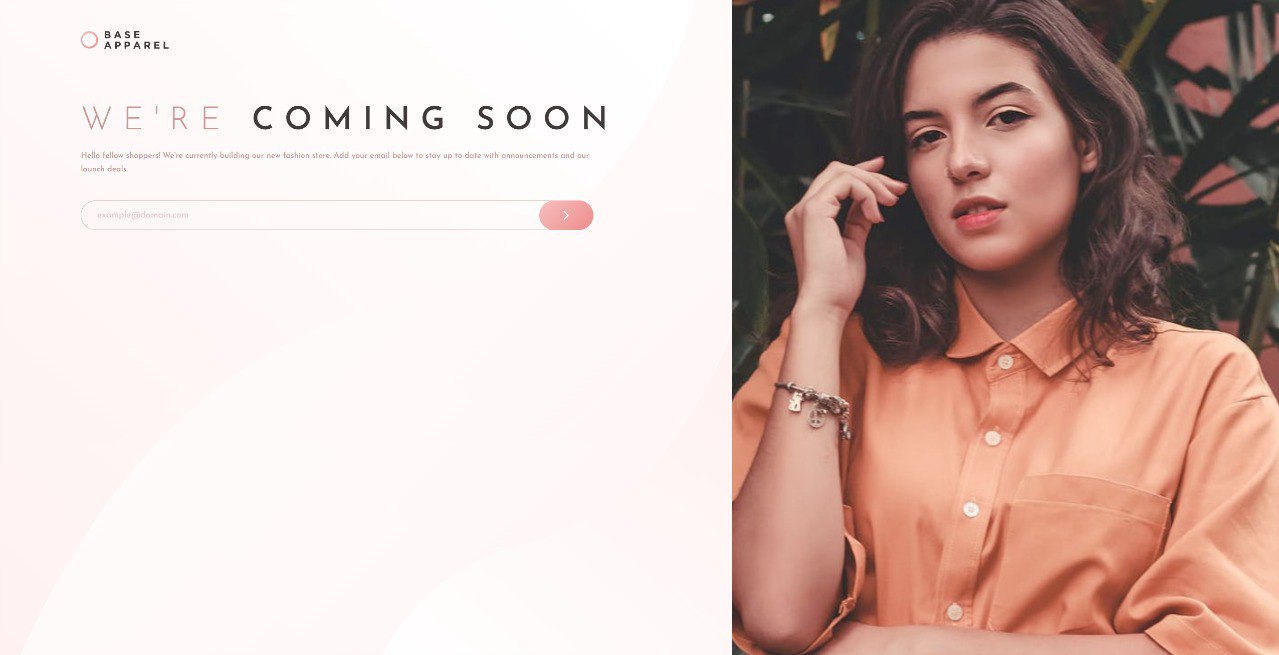 BASE
APPAREL
WE'RE COMING SOON
Hello fellow shoppers! We're currently building our new fashion store. Add your email below to stay up-to-date with announcements and our
launch deals.
example@domain.com